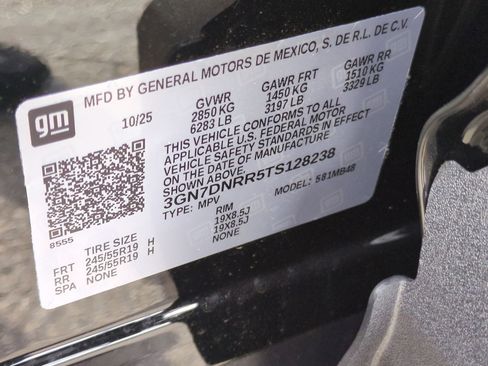 gm
MFD BY GENERAL MOTORS DE MEXICO, S. DE R.L. DE C.V.
10/25 GVWR GAWR FRT GAWR RR
2850 KG 1450 KG 1510 KG
6283 LB 3197 LB 3329 LB
THIS VEHICLE CONFORMS TO ALL
APPLICABLE U.S. FEDERAL MOTOR
VEHICLE SAFETY STANDARDS IN EFFECT
ON THE DATE OF MANUFACTURE
SHOWN ABOVE.
3GN7DNRR5TS128238
TYPE: MPV MODEL: 581MB48
8555
TIRE SIZE RIM
FRT 245/55R19 H 19X8.5J
RR 245/55R19 H 19X8.5J
SPA NONE NONE